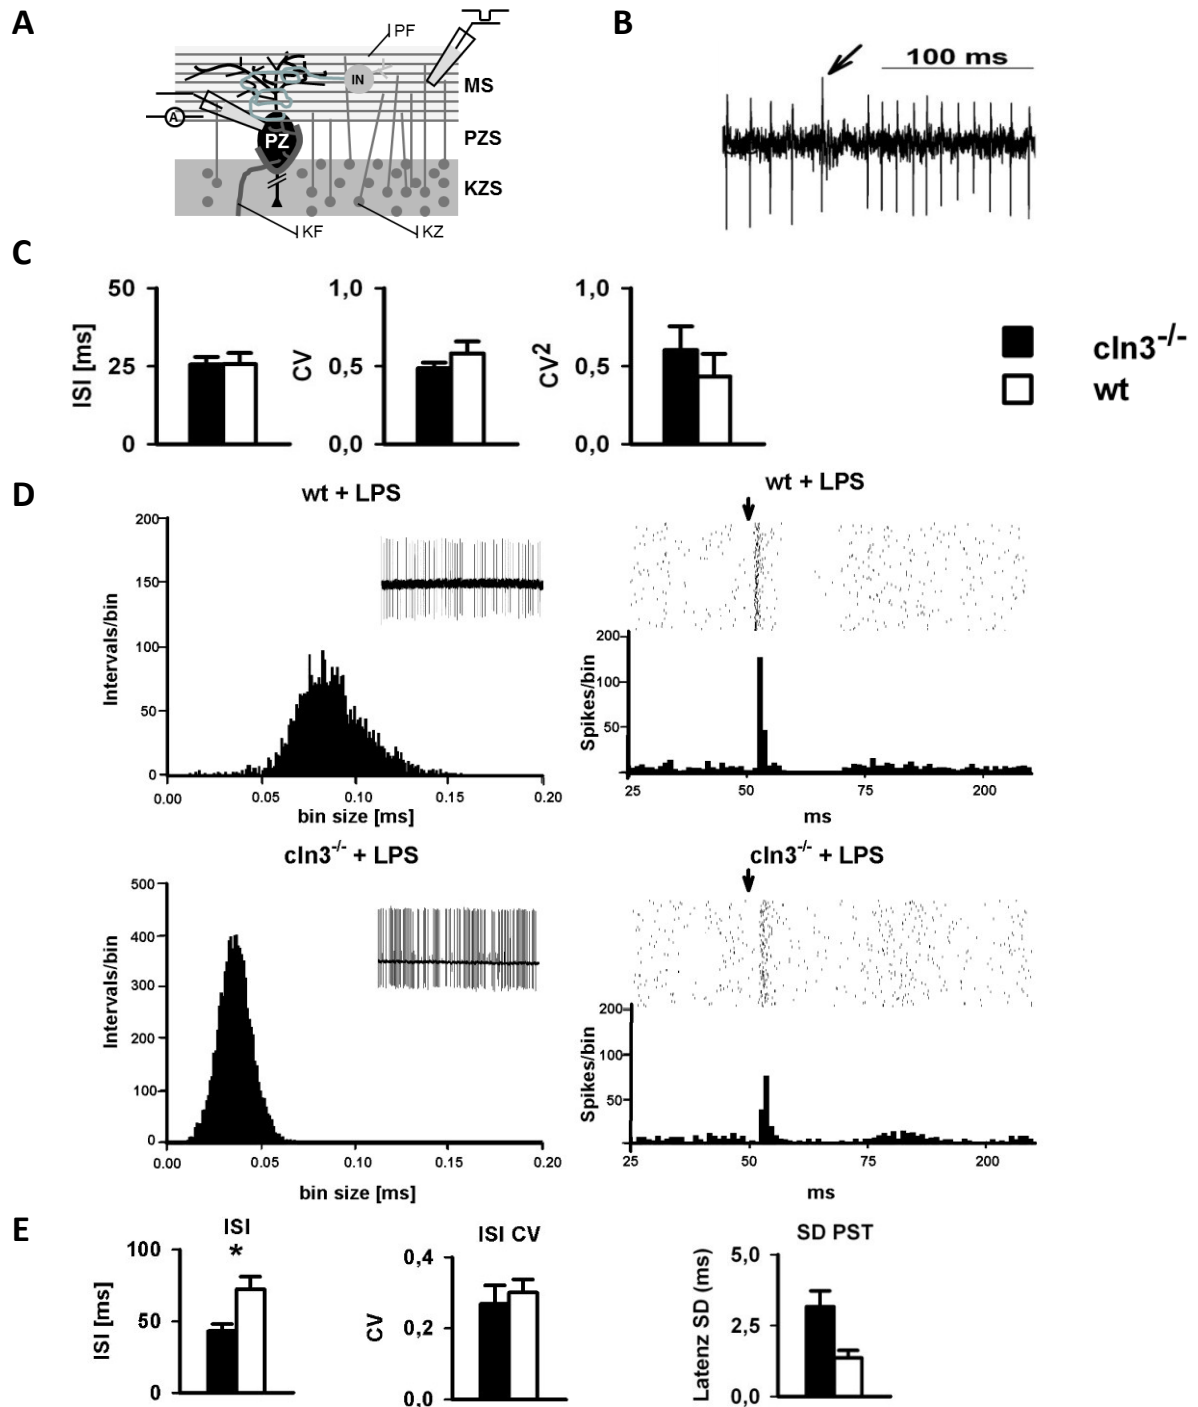 A
PF
IN
MS
A
PZ
PZS
KZS
KF
KZ
B
100 ms
C
50
25
0
ISI [ms]
1,0
0,5
0,0
CV
1,0
0,5
0,0
CV2
cln3-/-
wt
D
wt + LPS
200
150
100
50
0
Intervals/bin
0.00 0.05 0.10 0.15 0.20
bin size [ms]
wt + LPS
200
100
50
Spikes/bin
25 50 75 200
ms
cln3-/- + LPS
500
400
300
200
100
0
Intervals/bin
0.00 0.05 0.10 0.15 0.20
bin size [ms]
cln3-/- + LPS
200
100
50
Spikes/bin
25 50 75 200
ms
E
ISI
*
100
50
0
ISI [ms]
ISI CV
0,4
0,2
0,0
CV
SD PST
5,0
2,5
0,0
Latenz SD (ms)